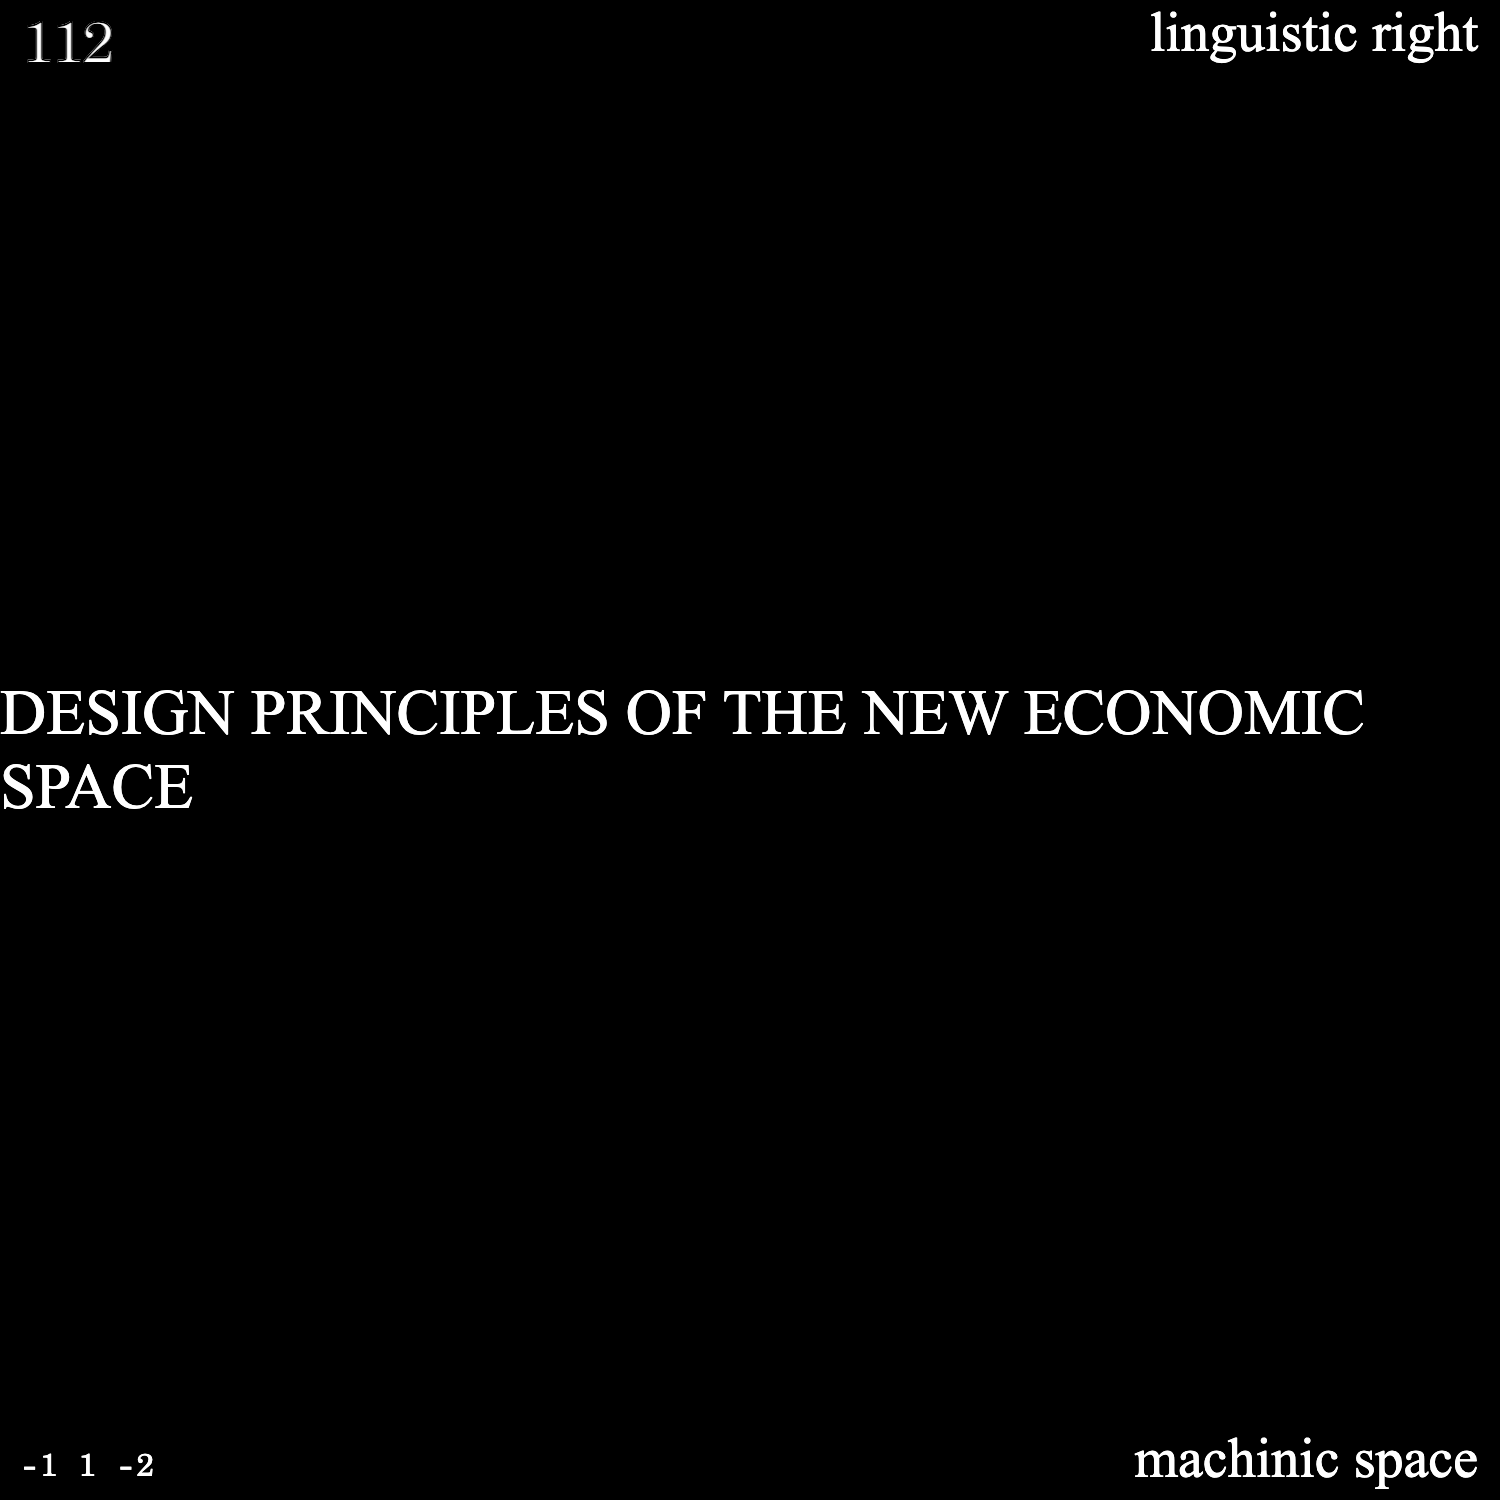 112
linguistic right
DESIGN PRINCIPLES OF THE NEW ECONOMIC
SPACE
-1 1 -2
machinic space